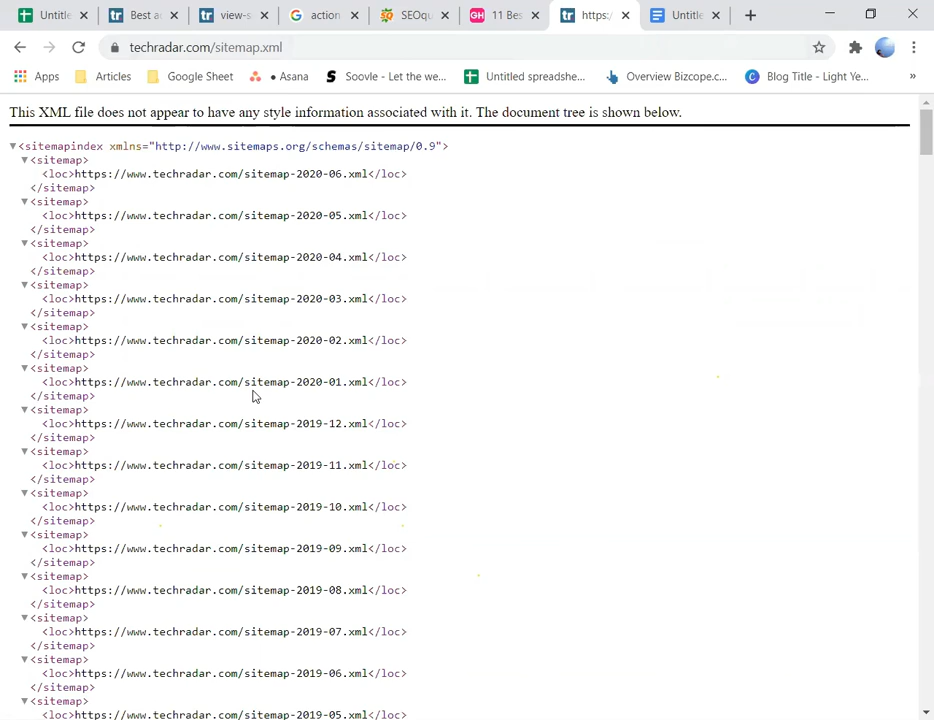 Untitle
Best a
view-s
action
SEOqu
GH 11 Bes
https:/
Untitle
techradar.com/sitemap.xml
Apps
Articles
Google Sheet
Asana
Soovle - Let the we...
Untitled spreadshe...
Overview Bizcope.c...
Blog Title - Light Ye...
»
This XML file does not appear to have any style information associated with it. The document tree is shown below.
▼<sitemapindex xmlns="http://www.sitemaps.org/schemas/sitemap/0.9">
▼<sitemap>
<loc>https://www.techradar.com/sitemap-2020-06.xml</loc>
</sitemap>
▼<sitemap>
<loc>https://www.techradar.com/sitemap-2020-05.xml</loc>
</sitemap>
▼<sitemap>
<loc>https://www.techradar.com/sitemap-2020-04.xml</loc>
</sitemap>
▼<sitemap>
<loc>https://www.techradar.com/sitemap-2020-03.xml</loc>
</sitemap>
▼<sitemap>
<loc>https://www.techradar.com/sitemap-2020-02.xml</loc>
</sitemap>
▼<sitemap>
<loc>https://www.techradar.com/sitemap-2020-01.xml</loc>
</sitemap>
▼<sitemap>
<loc>https://www.techradar.com/sitemap-2019-12.xml</loc>
</sitemap>
▼<sitemap>
<loc>https://www.techradar.com/sitemap-2019-11.xml</loc>
</sitemap>
▼<sitemap>
<loc>https://www.techradar.com/sitemap-2019-10.xml</loc>
</sitemap>
▼<sitemap>
<loc>https://www.techradar.com/sitemap-2019-09.xml</loc>
</sitemap>
▼<sitemap>
<loc>https://www.techradar.com/sitemap-2019-08.xml</loc>
</sitemap>
▼<sitemap>
<loc>https://www.techradar.com/sitemap-2019-07.xml</loc>
</sitemap>
▼<sitemap>
<loc>https://www.techradar.com/sitemap-2019-06.xml</loc>
</sitemap>
▼<sitemap>
<loc>https://www.techradar.com/sitemap-2019-05.xml</loc>